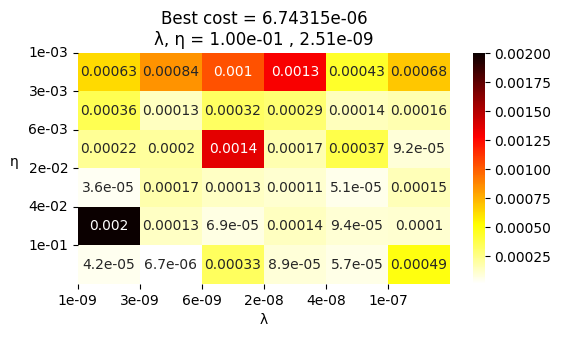 Best cost = 6.74315e-06
λ, η = 1.00e-01 , 2.51e-09
1e-03
3e-03
6e-03
2e-02
4e-02
1e-01
η
0.00063 0.00084 0.001 0.0013 0.00043 0.00068
0.00036 0.00013 0.00032 0.00029 0.00014 0.00016
0.00022 0.0002 0.0014 0.00017 0.00037 9.2e-05
3.6e-05 0.00017 0.00013 0.00011 5.1e-05 0.00015
0.002 0.00013 6.9e-05 0.00014 9.4e-05 0.0001
4.2e-05 6.7e-06 0.00033 8.9e-05 5.7e-05 0.00049
1e-09 3e-09 6e-09 2e-08 4e-08 1e-07
λ
0.00200
0.00175
0.00150
0.00125
0.00100
0.00075
0.00050
0.00025